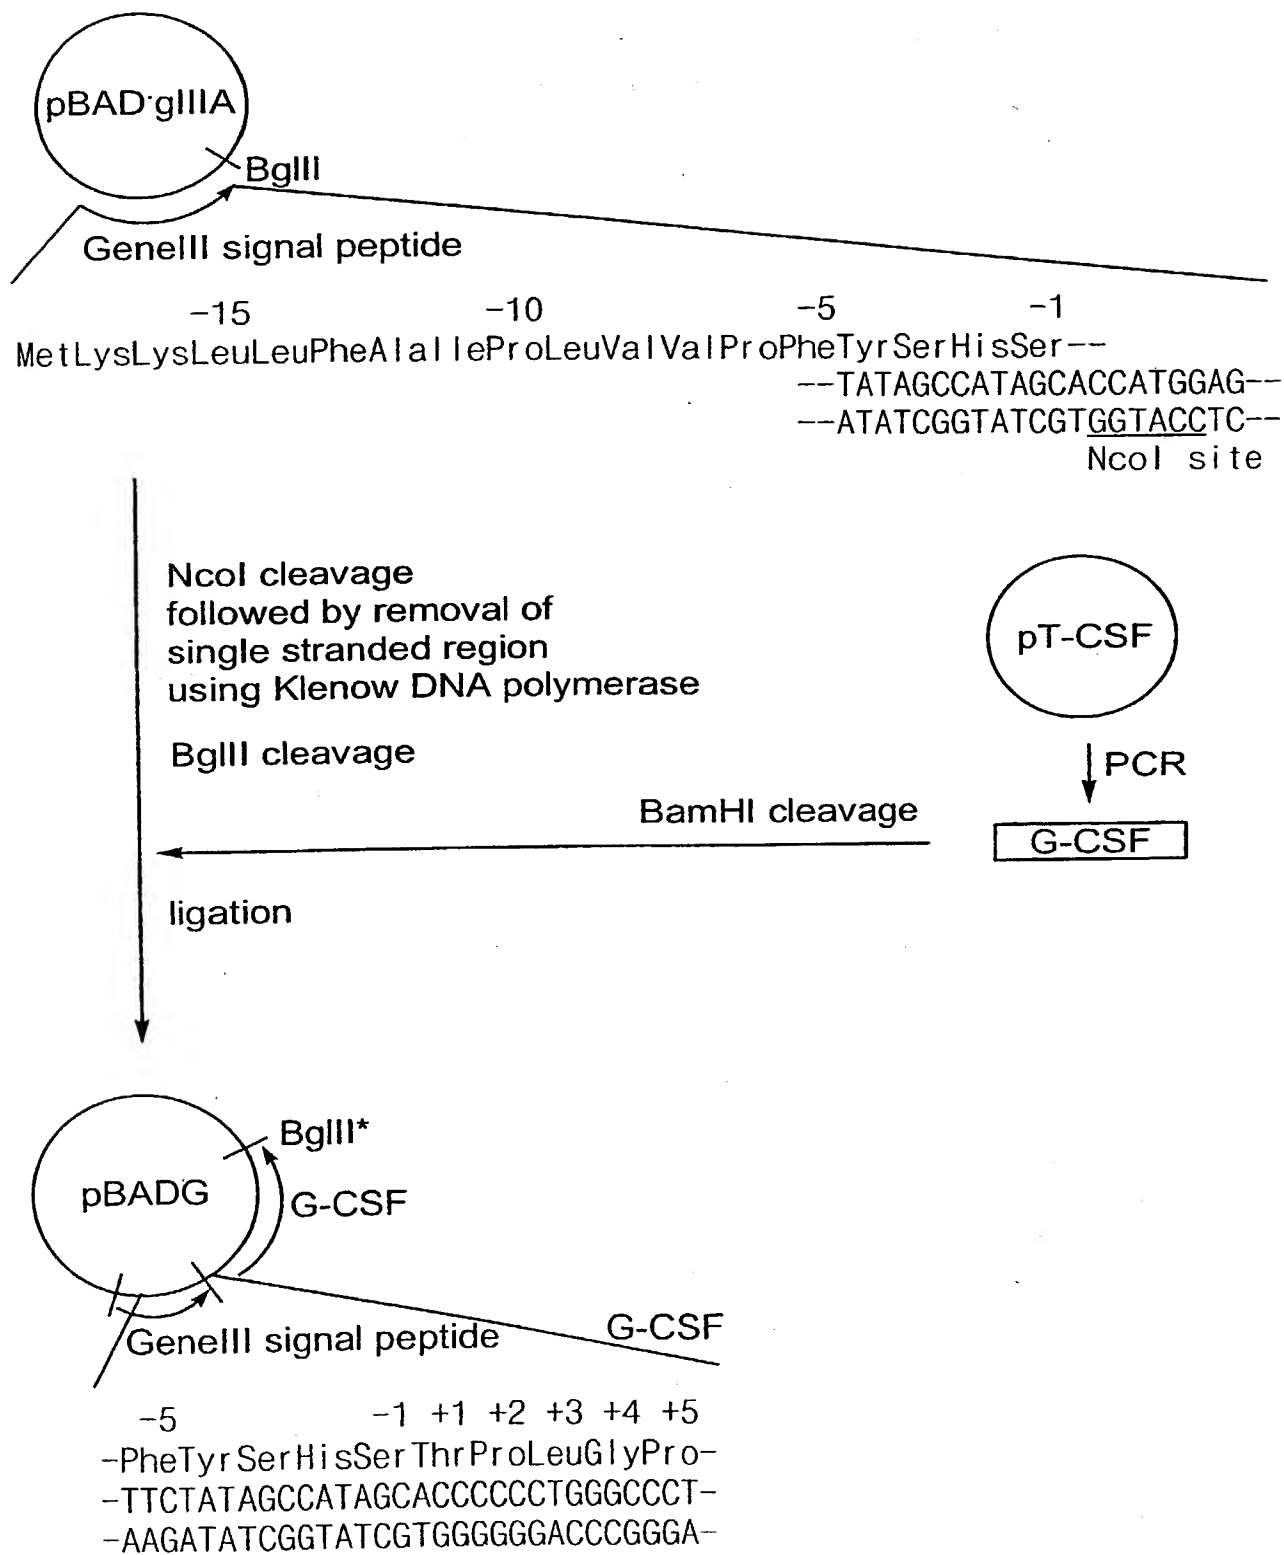 pBAD·gIIIA
BglII
GeneIII signal peptide
-15 -10 -5 -1
MetLysLysLeuLeuPheAlaIleProLeuValValProPheTyrSerHisSer--
--TATAGCCATAGCACCATGGAG--
--ATATCGGTATCGTGGTACCTC--
NcoI site
NcoI cleavage
followed by removal of
single stranded region
using Klenow DNA polymerase
BglII cleavage
pT-CSF
PCR
BamHI cleavage
G-CSF
ligation
BglII*
pBADG
G-CSF
GeneIII signal peptide
G-CSF
-5 -1 +1 +2 +3 +4 +5
-PheTyrSerHisSerThrProLeuGlyPro-
-TTCTATAGCCATAGCACCCCCCTGGGCCCT-
-AAGATATCGGTATCGTGGGGGGACCCGGGA-